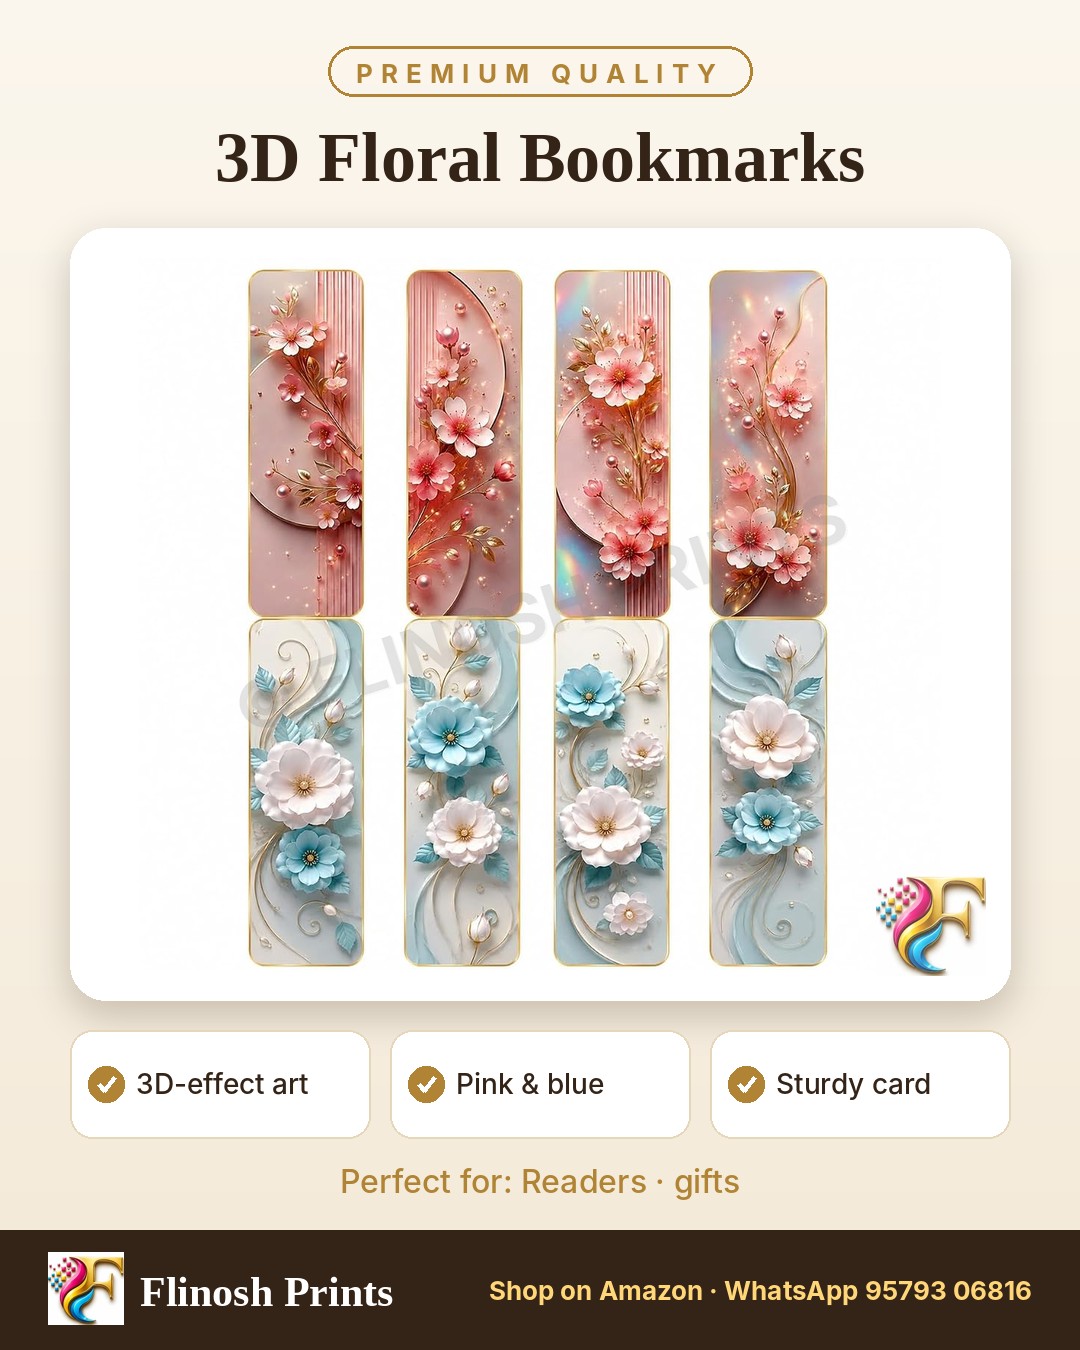 PREMIUM QUALITY
3D Floral Bookmarks
3D-effect art
Pink & blue
Sturdy card
Perfect for: Readers · gifts
F
Flinosh Prints
Shop on Amazon · WhatsApp 95793 06816